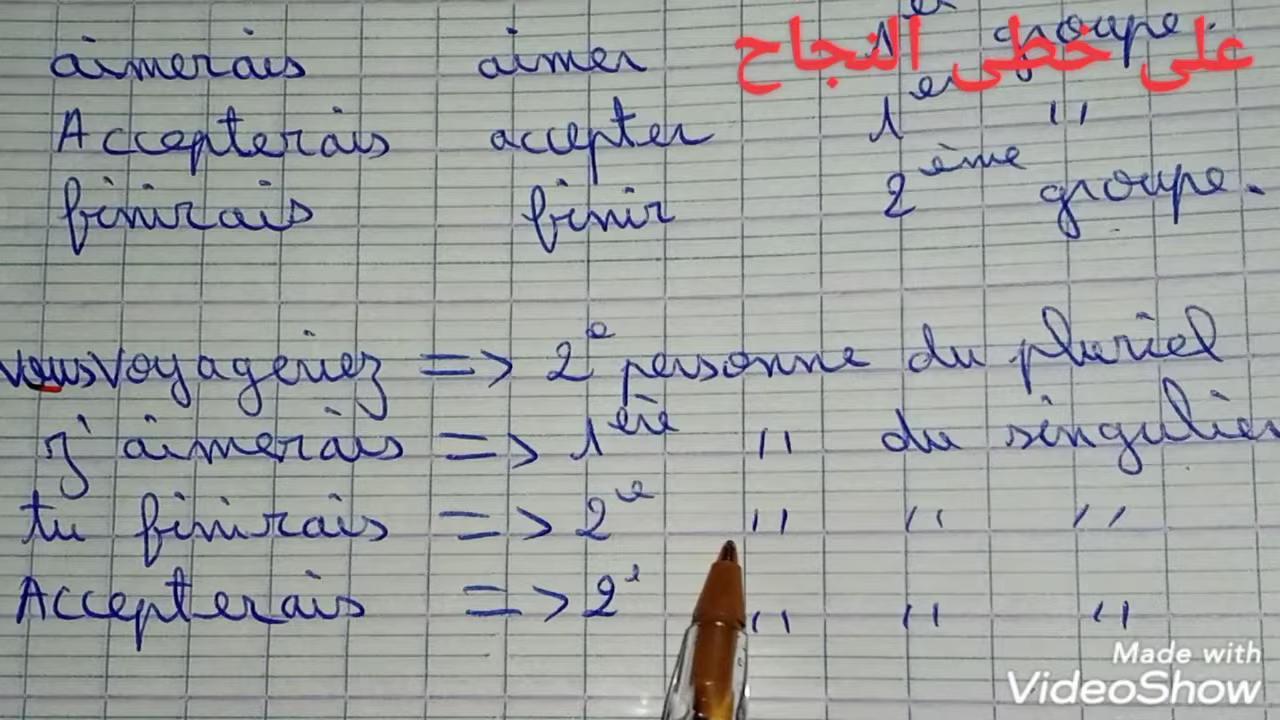 على خطى النجاح
aimerais aimer 1er groupe.
Accepterais accepter 1er "
finirais finir 2ème groupe.
vous voyageriez => 2e personne du pluriel
j'aimerais => 1ère " du singulier
tu finirais => 2e " " "
Accepterais => 2e " " "
Made with
VideoShow